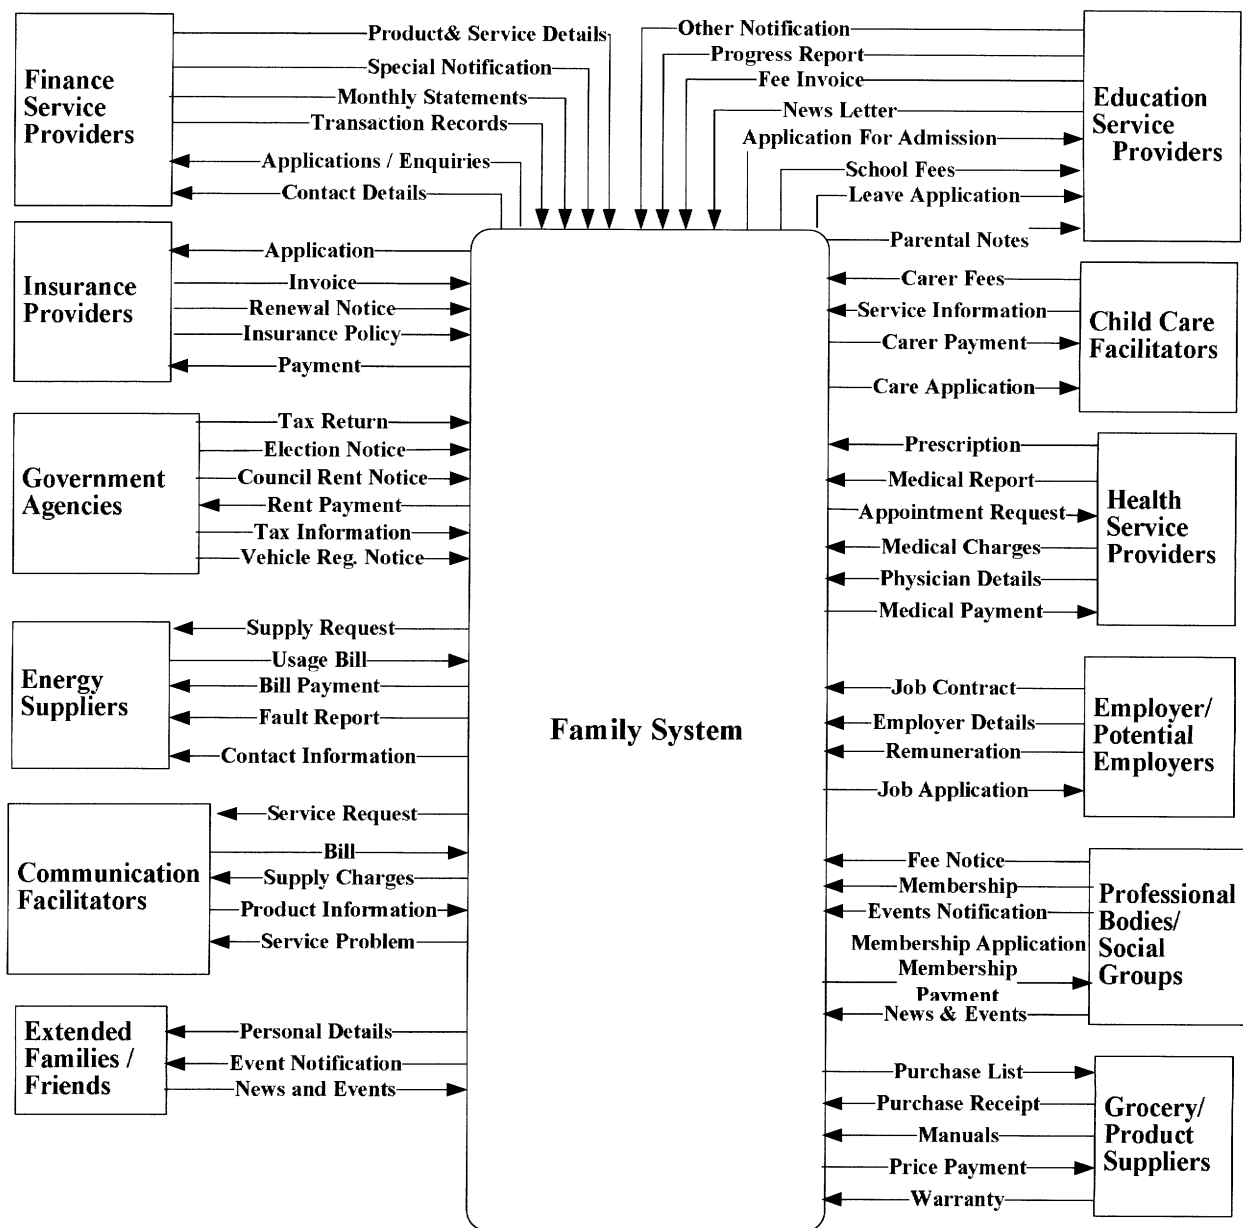 Finance
Service
Providers
Product& Service Details
Special Notification
Monthly Statements
Transaction Records
Applications / Enquiries
Contact Details
Other Notification
Progress Report
Fee Invoice
News Letter
Application For Admission
School Fees
Leave Application
Parental Notes
Education
Service
Providers
Insurance
Providers
Application
Invoice
Renewal Notice
Insurance Policy
Payment
Carer Fees
Service Information
Carer Payment
Care Application
Child Care
Facilitators
Government
Agencies
Tax Return
Election Notice
Council Rent Notice
Rent Payment
Tax Information
Vehicle Reg. Notice
Prescription
Medical Report
Appointment Request
Medical Charges
Physician Details
Medical Payment
Health
Service
Providers
Energy
Suppliers
Supply Request
Usage Bill
Bill Payment
Fault Report
Contact Information
Family System
Job Contract
Employer Details
Remuneration
Job Application
Employer/
Potential
Employers
Communication
Facilitators
Service Request
Bill
Supply Charges
Product Information
Service Problem
Fee Notice
Membership
Events Notification
Membership Application
Membership
Payment
News & Events
Professional
Bodies/
Social
Groups
Extended
Families /
Friends
Personal Details
Event Notification
News and Events
Purchase List
Purchase Receipt
Manuals
Price Payment
Warranty
Grocery/
Product
Suppliers